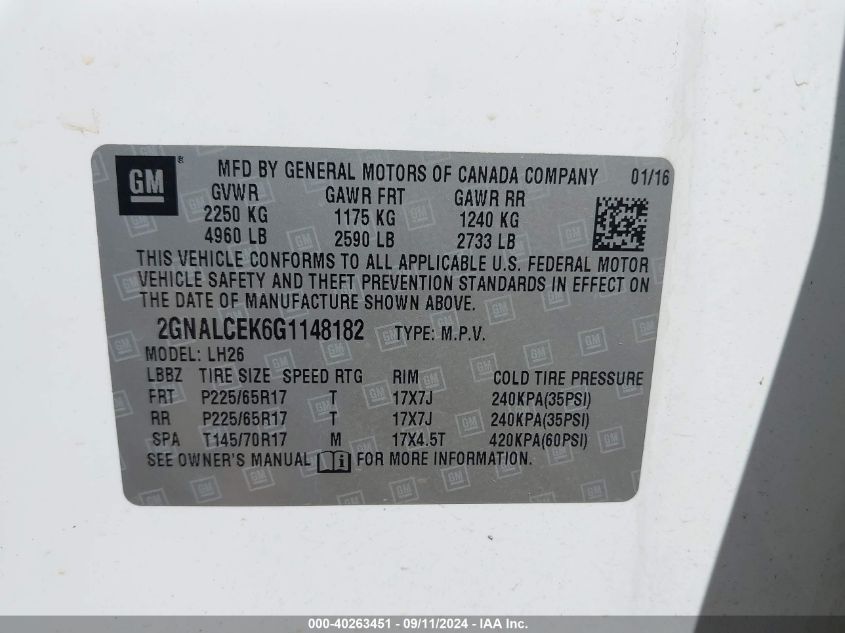 GM ® MFD BY GENERAL MOTORS OF CANADA COMPANY 01/16
GVWR GAWR FRT GAWR RR
2250 KG 1175 KG 1240 KG
4960 LB 2590 LB 2733 LB
THIS VEHICLE CONFORMS TO ALL APPLICABLE U.S. FEDERAL MOTOR
VEHICLE SAFETY AND THEFT PREVENTION STANDARDS IN EFFECT ON
THE DATE OF MANUFACTURE SHOWN ABOVE.
2GNALCEK6G1148182 TYPE: M.P.V.
MODEL: LH26
LBBZ TIRE SIZE SPEED RTG RIM COLD TIRE PRESSURE
FRT P225/65R17 T 17X7J 240KPA(35PSI)
RR P225/65R17 T 17X7J 240KPA(35PSI)
SPA T145/70R17 M 17X4.5T 420KPA(60PSI)
SEE OWNER'S MANUAL FOR MORE INFORMATION.
000-40263451 - 09/11/2024 - IAA Inc.